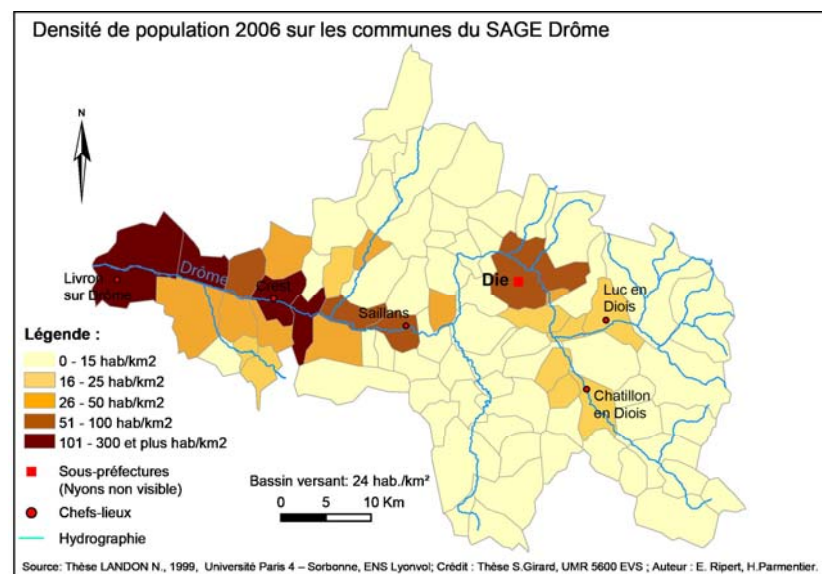 Densité de population 2006 sur les communes du SAGE Drôme
N
Drôme
Livron
sur Drôme
Crest
Saillans
Die
Luc en
Diois
Chatillon
en Diois
Légende :
0 - 15 hab/km2
16 - 25 hab/km2
26 - 50 hab/km2
51 - 100 hab/km2
101 - 300 et plus hab/km2
Sous-préfectures
(Nyons non visible)
Chefs-lieux
Hydrographie
Bassin versant: 24 hab./km²
0 5 10 Km
Source: Thèse LANDON N., 1999, Université Paris 4 – Sorbonne, ENS Lyonvol; Crédit : Thèse S.Girard, UMR 5600 EVS ; Auteur : E. Ripert, H.Parmentier.